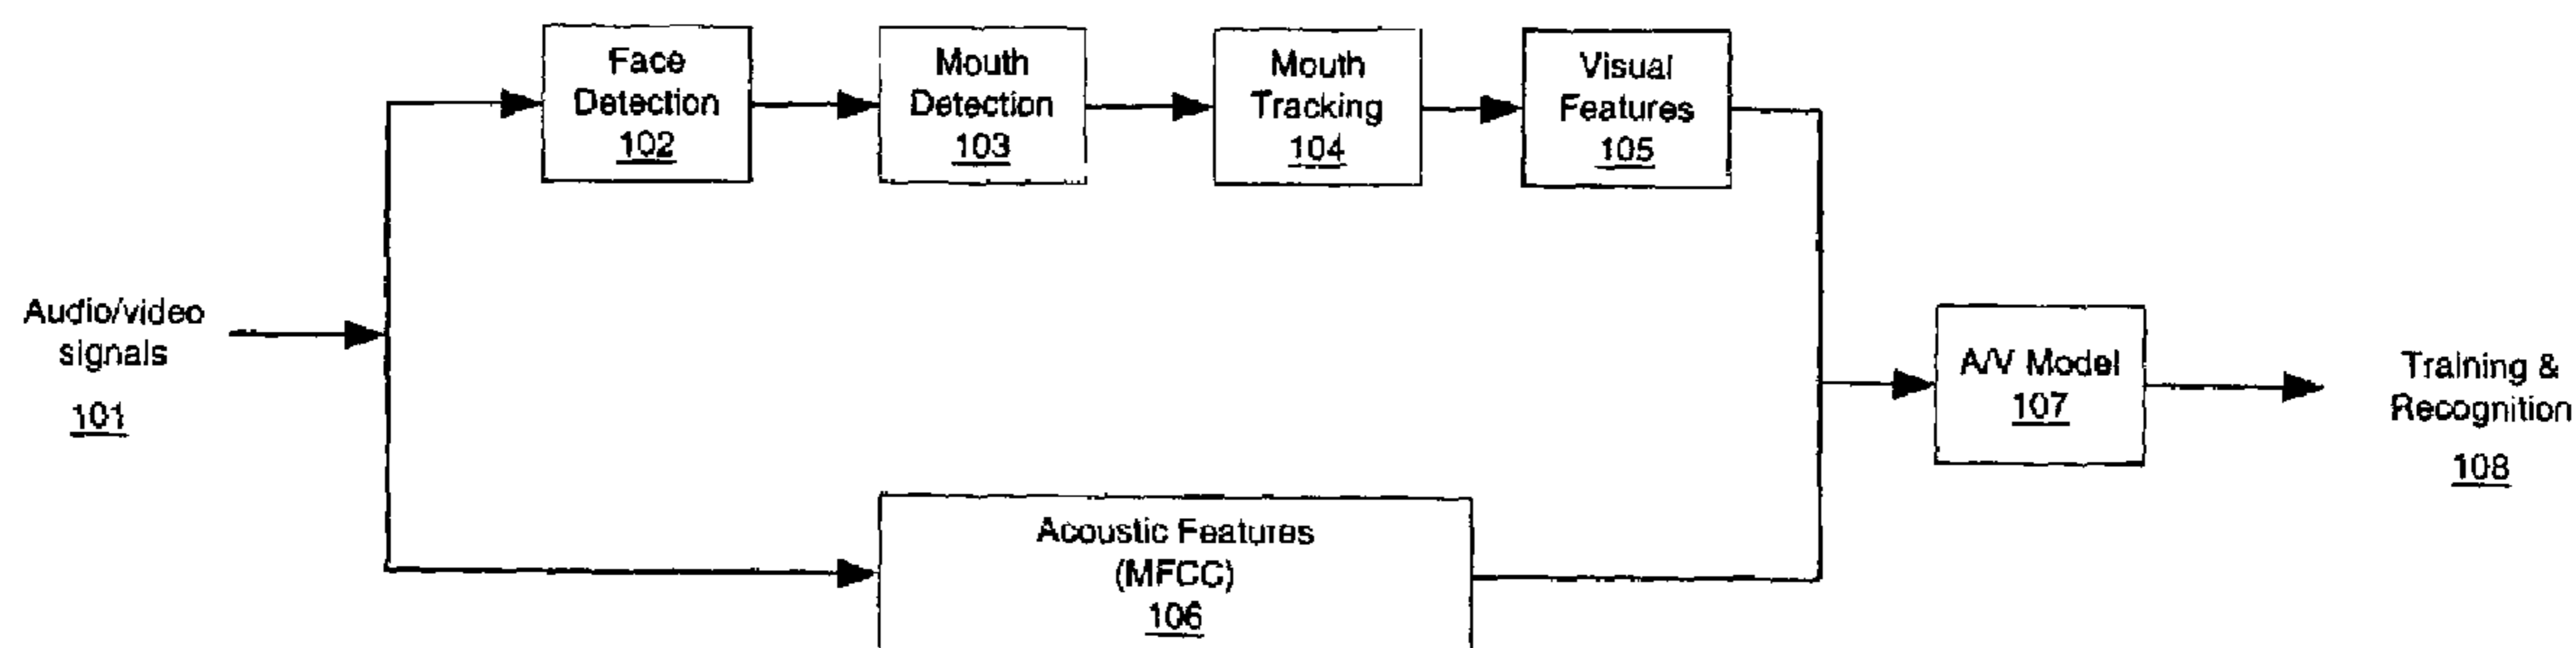 Face
Detection
102
Mouth
Detection
103
Mouth
Tracking
104
Visual
Features
105
Audio/video
signals
101
Acoustic Features
(MFCC)
106
A/V Model
107
Training &
Recognition
108